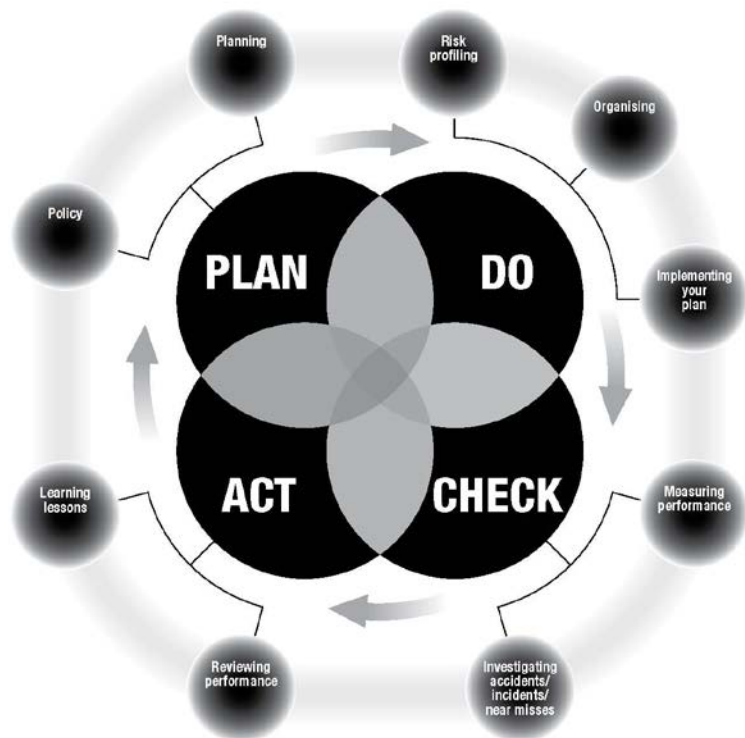 Planning
Risk
profiling
Organising
Policy
PLAN
DO
Implementing
your
plan
Learning
lessons
ACT
CHECK
Measuring
performance
Reviewing
performance
Investigating
accidents/
incidents/
near misses